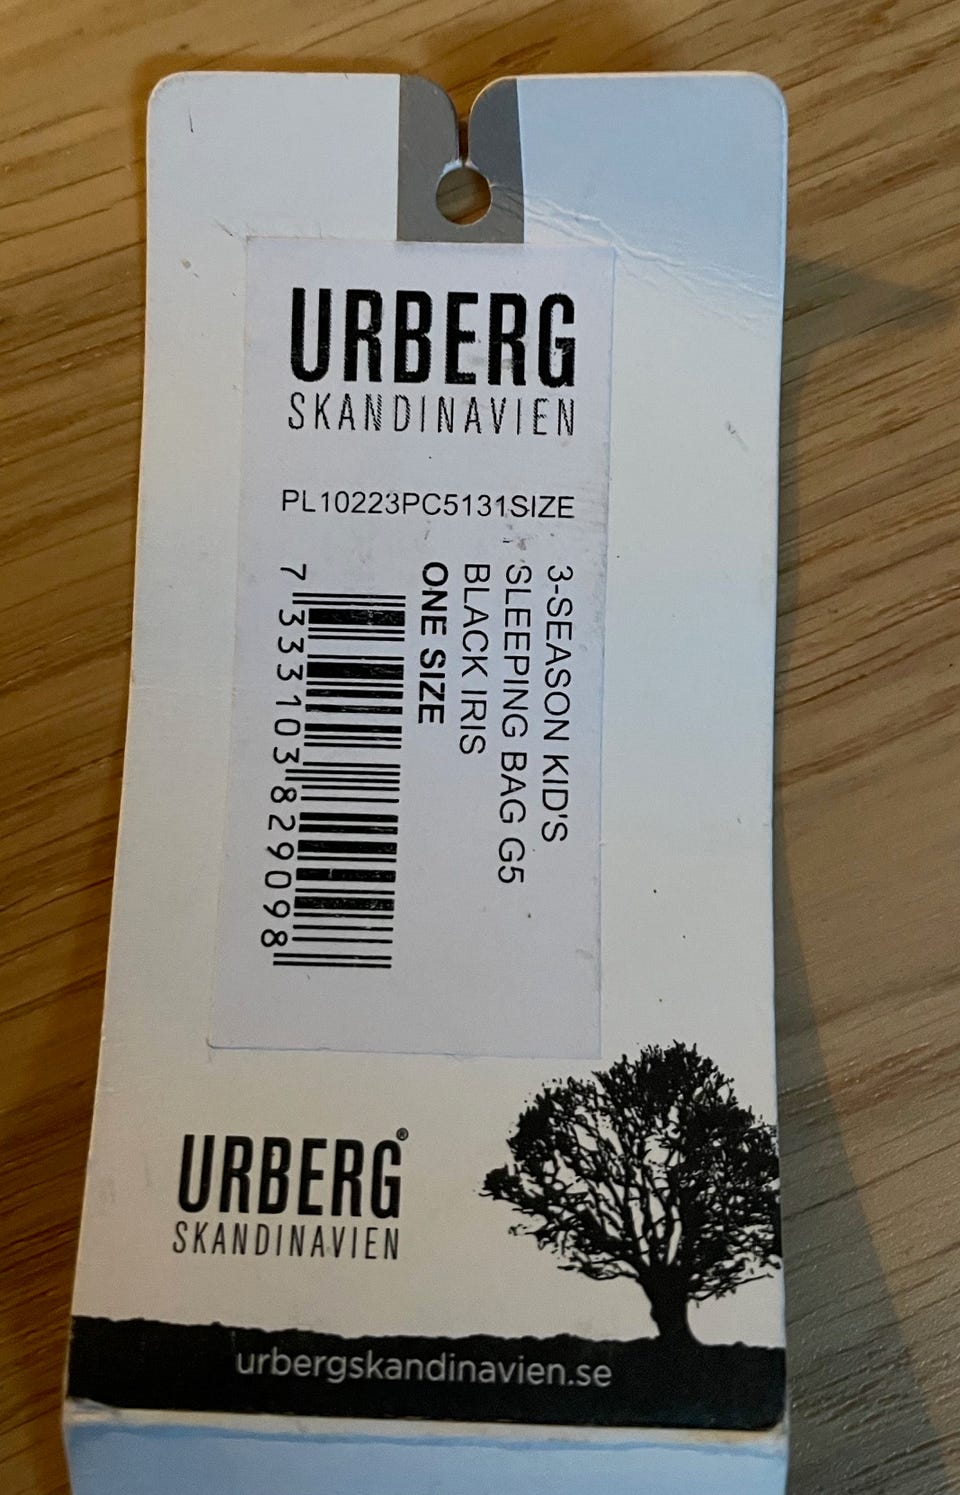 URBERG
SKANDINAVIEN
PL10223PC5131SIZE
3-SEASON KID'S
SLEEPING BAG G5
BLACK IRIS
ONE SIZE
7 333103 829098
URBERG®
SKANDINAVIEN
urbergskandinavien.se